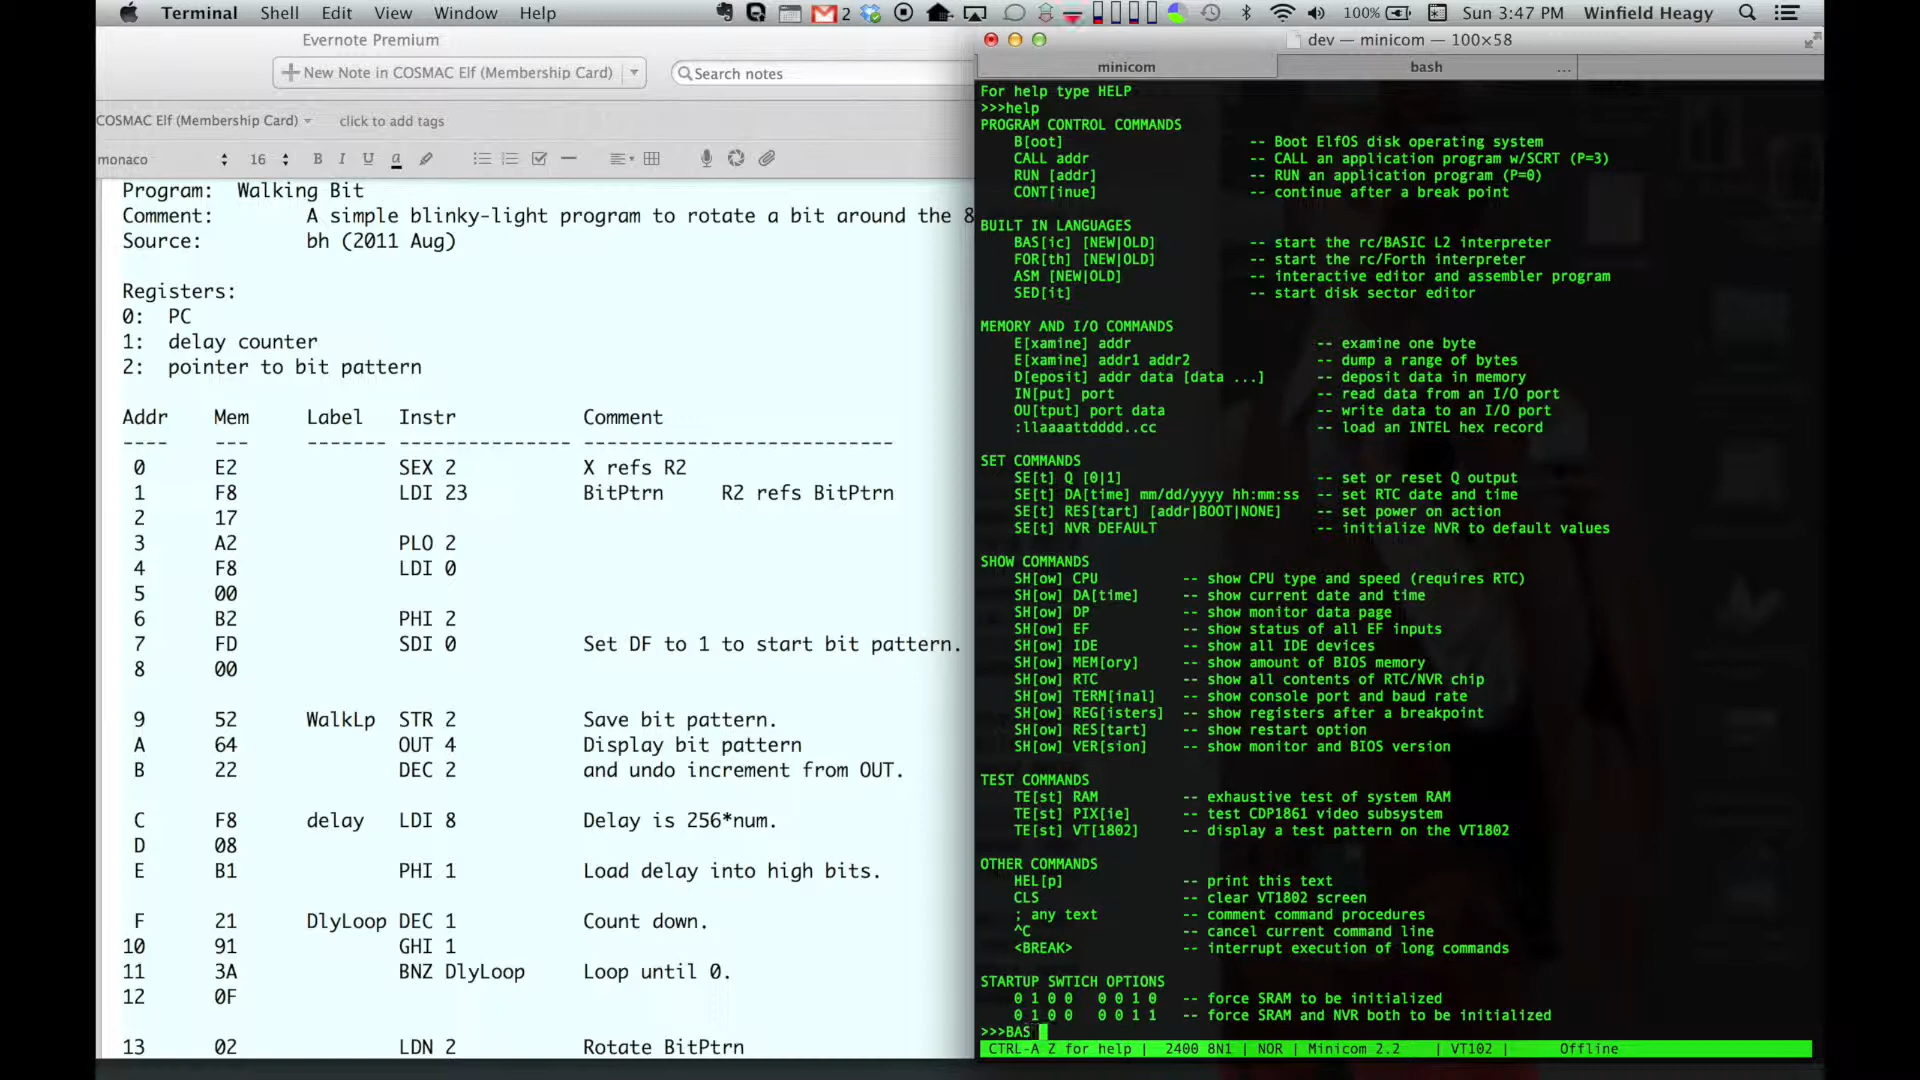 Terminal Shell Edit View Window Help 2 100% Sun 3:47 PM Winfield Heagy
Evernote Premium
New Note in COSMAC Elf (Membership Card)
Search notes
COSMAC Elf (Membership Card) click to add tags
monaco 16 B I U a
Program: Walking Bit
Comment: A simple blinky-light program to rotate a bit around the 8
Source: bh (2011 Aug)
Registers:
0: PC
1: delay counter
2: pointer to bit pattern
Addr Mem Label Instr Comment
---- --- ------- --------------- ---------------------------
0 E2 SEX 2 X refs R2
1 F8 LDI 23 BitPtrn R2 refs BitPtrn
2 17
3 A2 PLO 2
4 F8 LDI 0
5 00
6 B2 PHI 2
7 FD SDI 0 Set DF to 1 to start bit pattern.
8 00
9 52 WalkLp STR 2 Save bit pattern.
A 64 OUT 4 Display bit pattern
B 22 DEC 2 and undo increment from OUT.
C F8 delay LDI 8 Delay is 256*num.
D 08
E B1 PHI 1 Load delay into high bits.
F 21 DlyLoop DEC 1 Count down.
10 91 GHI 1
11 3A BNZ DlyLoop Loop until 0.
12 0F
13 02 LDN 2 Rotate BitPtrn
dev — minicom — 100×58
minicom bash ...
For help type HELP
>>>help
PROGRAM CONTROL COMMANDS
B[oot] -- Boot ElfOS disk operating system
CALL addr -- CALL an application program w/SCRT (P=3)
RUN [addr] -- RUN an application program (P=0)
CONT[inue] -- continue after a break point
BUILT IN LANGUAGES
BAS[ic] [NEW|OLD] -- start the rc/BASIC L2 interpreter
FOR[th] [NEW|OLD] -- start the rc/Forth interpreter
ASM [NEW|OLD] -- interactive editor and assembler program
SED[it] -- start disk sector editor
MEMORY AND I/O COMMANDS
E[xamine] addr -- examine one byte
E[xamine] addr1 addr2 -- dump a range of bytes
D[eposit] addr data [data ...] -- deposit data in memory
IN[put] port -- read data from an I/O port
OU[tput] port data -- write data to an I/O port
:llaaaattdddd..cc -- load an INTEL hex record
SET COMMANDS
SE[t] Q [0|1] -- set or reset Q output
SE[t] DA[time] mm/dd/yyyy hh:mm:ss -- set RTC date and time
SE[t] RES[tart] [addr|BOOT|NONE] -- set power on action
SE[t] NVR DEFAULT -- initialize NVR to default values
SHOW COMMANDS
SH[ow] CPU -- show CPU type and speed (requires RTC)
SH[ow] DA[time] -- show current date and time
SH[ow] DP -- show monitor data page
SH[ow] EF -- show status of all EF inputs
SH[ow] IDE -- show all IDE devices
SH[ow] MEM[ory] -- show amount of BIOS memory
SH[ow] RTC -- show all contents of RTC/NVR chip
SH[ow] TERM[inal] -- show console port and baud rate
SH[ow] REG[isters] -- show registers after a breakpoint
SH[ow] RES[tart] -- show restart option
SH[ow] VER[sion] -- show monitor and BIOS version
TEST COMMANDS
TE[st] RAM -- exhaustive test of system RAM
TE[st] PIX[ie] -- test CDP1861 video subsystem
TE[st] VT[1802] -- display a test pattern on the VT1802
OTHER COMMANDS
HEL[p] -- print this text
CLS -- clear VT1802 screen
; any text -- comment command procedures
^C -- cancel current command line
<BREAK> -- interrupt execution of long commands
STARTUP SWTICH OPTIONS
0 1 0 0 0 0 1 0 -- force SRAM to be initialized
0 1 0 0 0 0 1 1 -- force SRAM and NVR both to be initialized
>>>BAS
CTRL-A Z for help | 2400 8N1 | NOR | Minicom 2.2 | VT102 | Offline